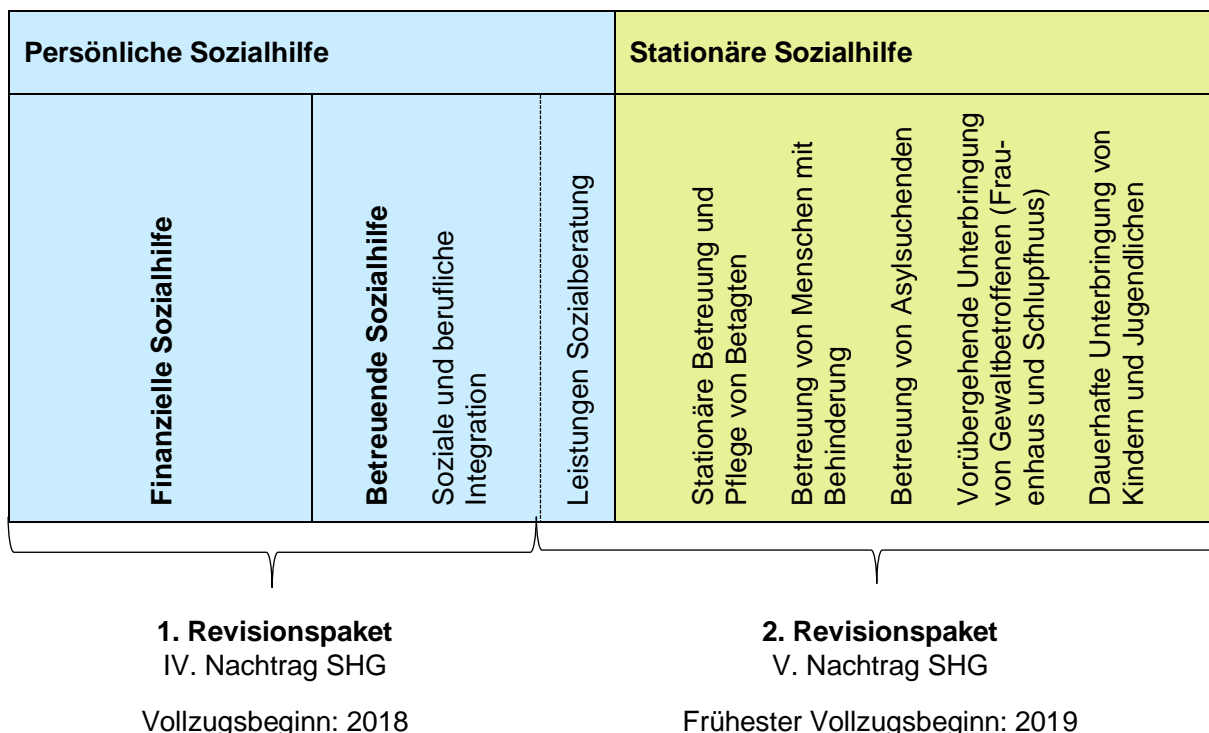 Persönliche Sozialhilfe
Stationäre Sozialhilfe
Finanzielle Sozialhilfe
Betreuende Sozialhilfe
Soziale und berufliche
Integration
Leistungen Sozialberatung
Stationäre Betreuung und
Pflege von Betagten
Betreuung von Menschen mit
Behinderung
Betreuung von Asylsuchenden
Vorübergehende Unterbringung
von Gewaltbetroffenen (Frau-
enhaus und Schlupfhuus)
Dauerhafte Unterbringung von
Kindern und Jugendlichen
1. Revisionspaket
IV. Nachtrag SHG
Vollzugsbeginn: 2018
2. Revisionspaket
V. Nachtrag SHG
Frühester Vollzugsbeginn: 2019